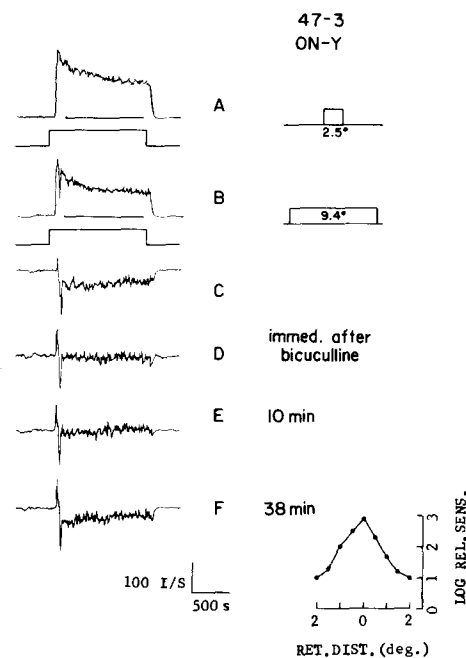 47-3
ON-Y
A
2.5°
B
9.4°
C
D
immed. after
bicuculline
E
10 min
F
38 min
100 I/S
500 s
3
2
1
0
LOG REL. SENS.
2 0 2
RET.DIST.(deg.)